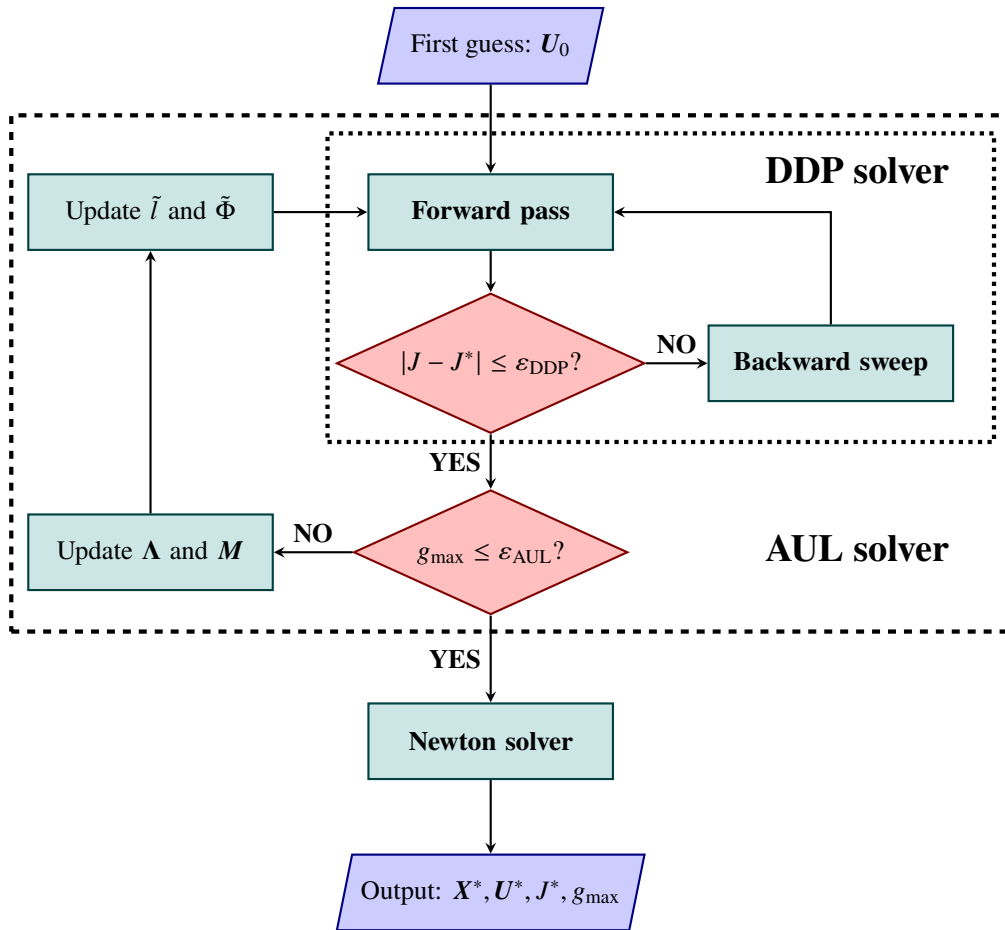 First guess: U₀
DDP solver
Update l̃ and Φ̃
Forward pass
|J − J*| ≤ ε_DDP?
NO
Backward sweep
YES
Update Λ and M
NO
g_max ≤ ε_AUL?
AUL solver
YES
Newton solver
Output: X*, U*, J*, g_max